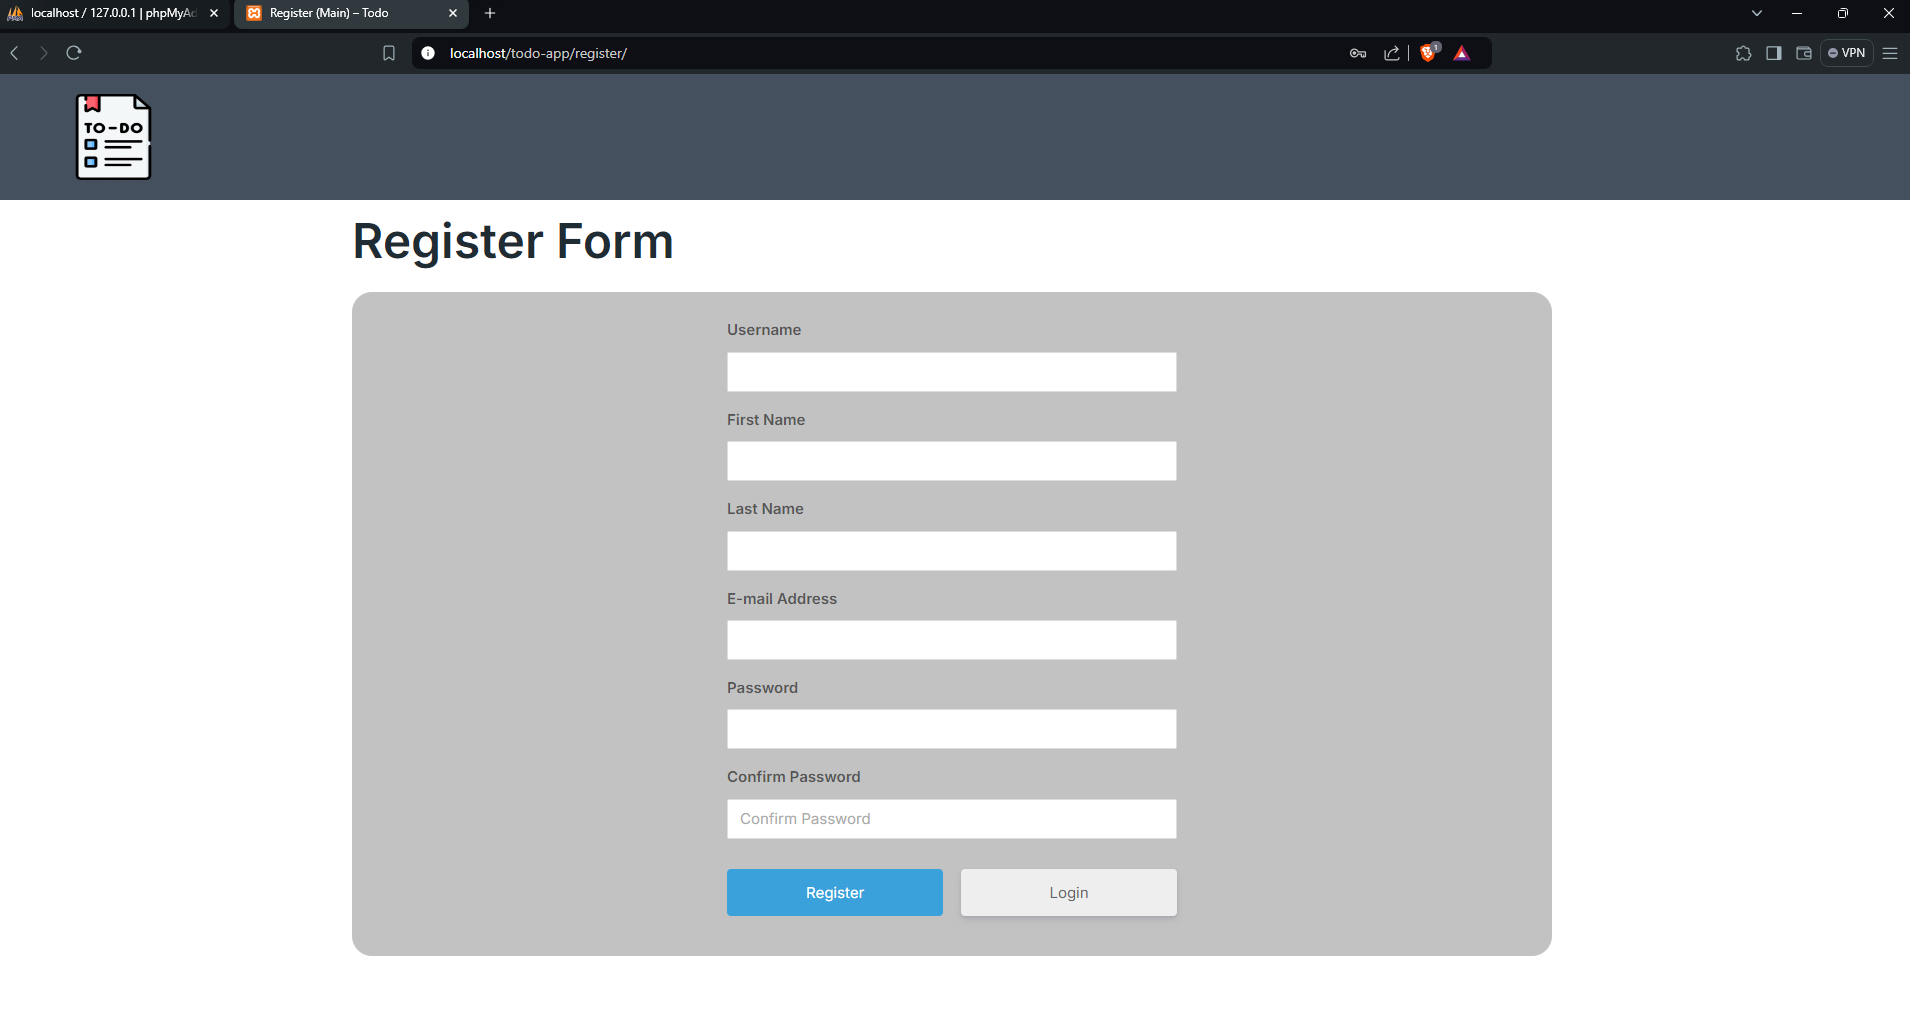 localhost / 127.0.0.1 | phpMyAd
Register (Main) – Todo
localhost/todo-app/register/
1
VPN
TO-DO
Register Form
Username
First Name
Last Name
E-mail Address
Password
Confirm Password
Confirm Password
Register
Login